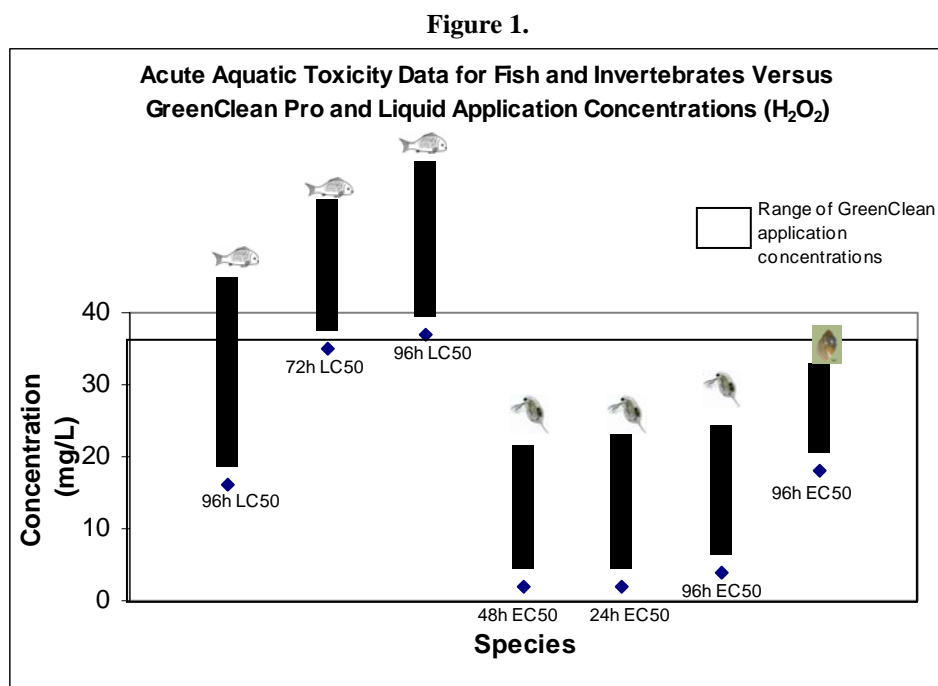 Figure 1.
Acute Aquatic Toxicity Data for Fish and Invertebrates Versus
GreenClean Pro and Liquid Application Concentrations (H₂O₂)
Range of GreenClean
application
concentrations
Concentration
(mg/L)
40
30
20
10
0
96h LC50
72h LC50
96h LC50
48h EC50
24h EC50
96h EC50
96h EC50
Species